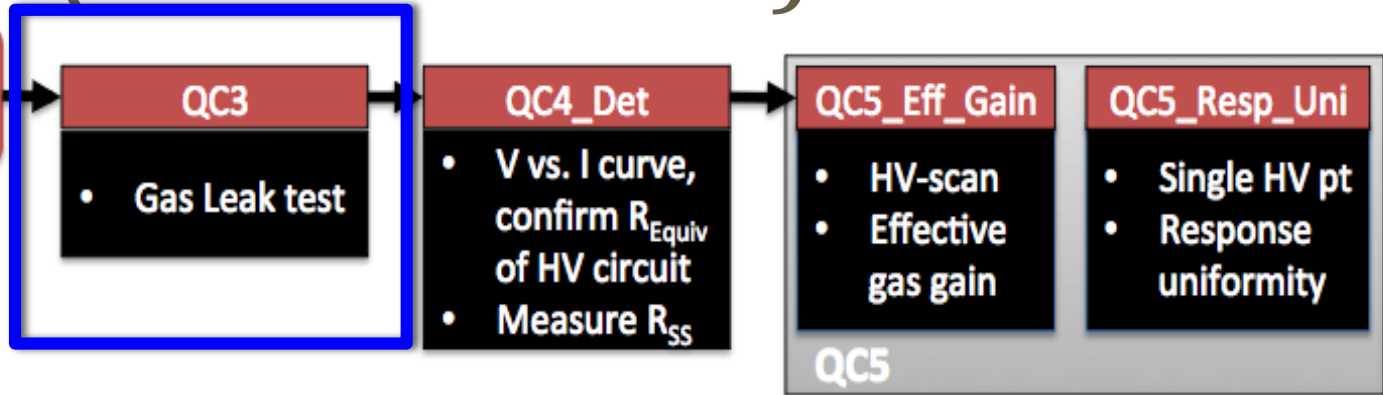 QC3
• Gas Leak test
QC4_Det
• V vs. I curve,
confirm R_Equiv
of HV circuit
• Measure R_SS
QC5_Eff_Gain
• HV-scan
• Effective
gas gain
QC5_Resp_Uni
• Single HV pt
• Response
uniformity
QC5